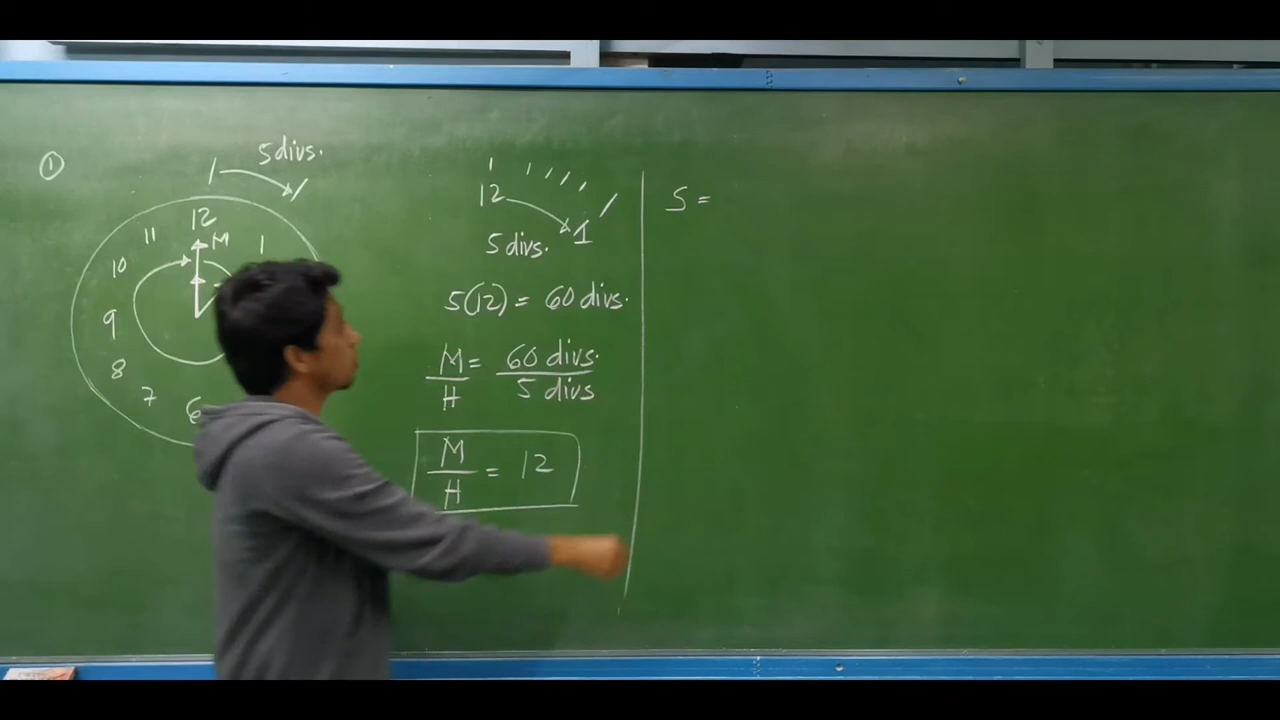 ①
5 divs.
12
M
11
1
10
9
8
7
6
12
1
5 divs.
5(12) = 60 divs.
M/H = 60 divs./5 divs
M/H = 12
S =